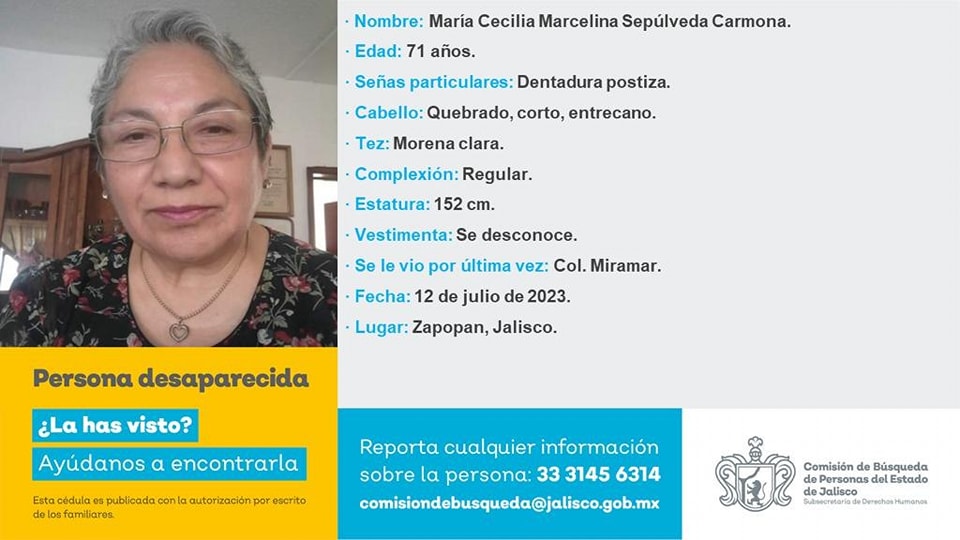 · Nombre: María Cecilia Marcelina Sepúlveda Carmona.
· Edad: 71 años.
· Señas particulares: Dentadura postiza.
· Cabello: Quebrado, corto, entrecano.
· Tez: Morena clara.
· Complexión: Regular.
· Estatura: 152 cm.
· Vestimenta: Se desconoce.
· Se le vio por última vez: Col. Miramar.
· Fecha: 12 de julio de 2023.
· Lugar: Zapopan, Jalisco.
Persona desaparecida
¿La has visto?
Ayúdanos a encontrarla
Esta cédula es publicada con la autorización por escrito
de los familiares.
Reporta cualquier información
sobre la persona: 33 3145 6314
comisiondebusqueda@jalisco.gob.mx
Comisión de Búsqueda
de Personas del Estado
de Jalisco
Subsecretaría de Derechos Humanos